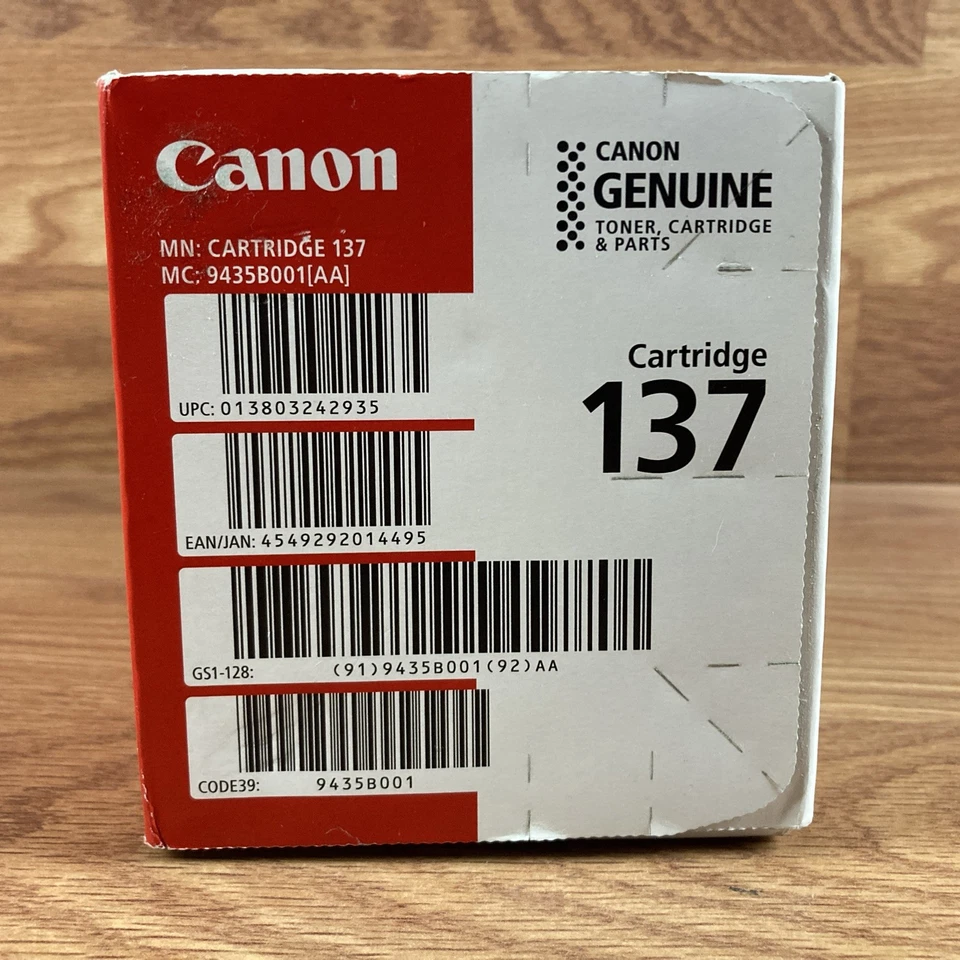 Canon
MN: CARTRIDGE 137
MC: 9435B001[AA]
UPC: 013803242935
EAN/JAN: 4549292014495
GS1-128: (91)9435B001(92)AA
CODE39: 9435B001
CANON
GENUINE
TONER, CARTRIDGE
& PARTS
Cartridge
137